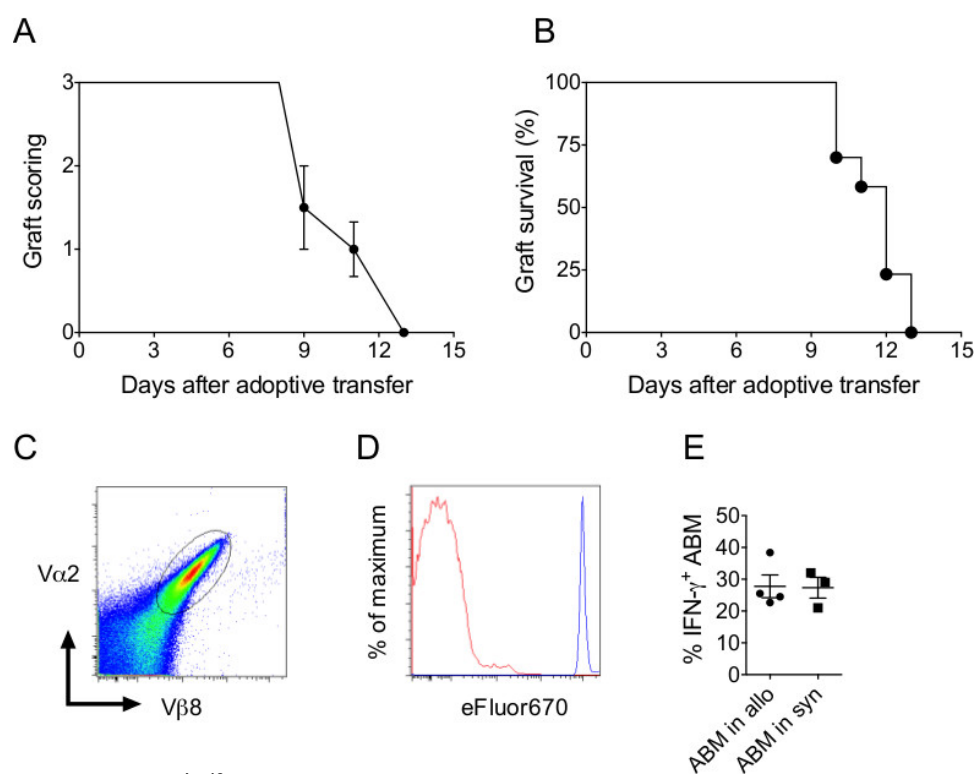 A
B
3
2
1
0
Graft scoring
0 3 6 9 12 15
Days after adoptive transfer
100
75
50
25
0
Graft survival (%)
0 3 6 9 12 15
Days after adoptive transfer
C
D
E
Vα2
Vβ8
% of maximum
eFluor670
50
40
30
20
10
0
% IFN-γ+ ABM
ABM in allo
ABM in syn